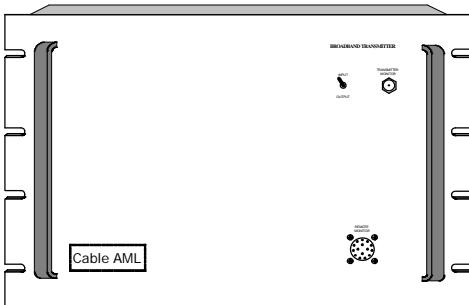 BROADBAND TRANSMITTER
INPUT
TRANSMITTER
MONITOR
OUTPUT
REMOTE
MONITOR
Cable AML